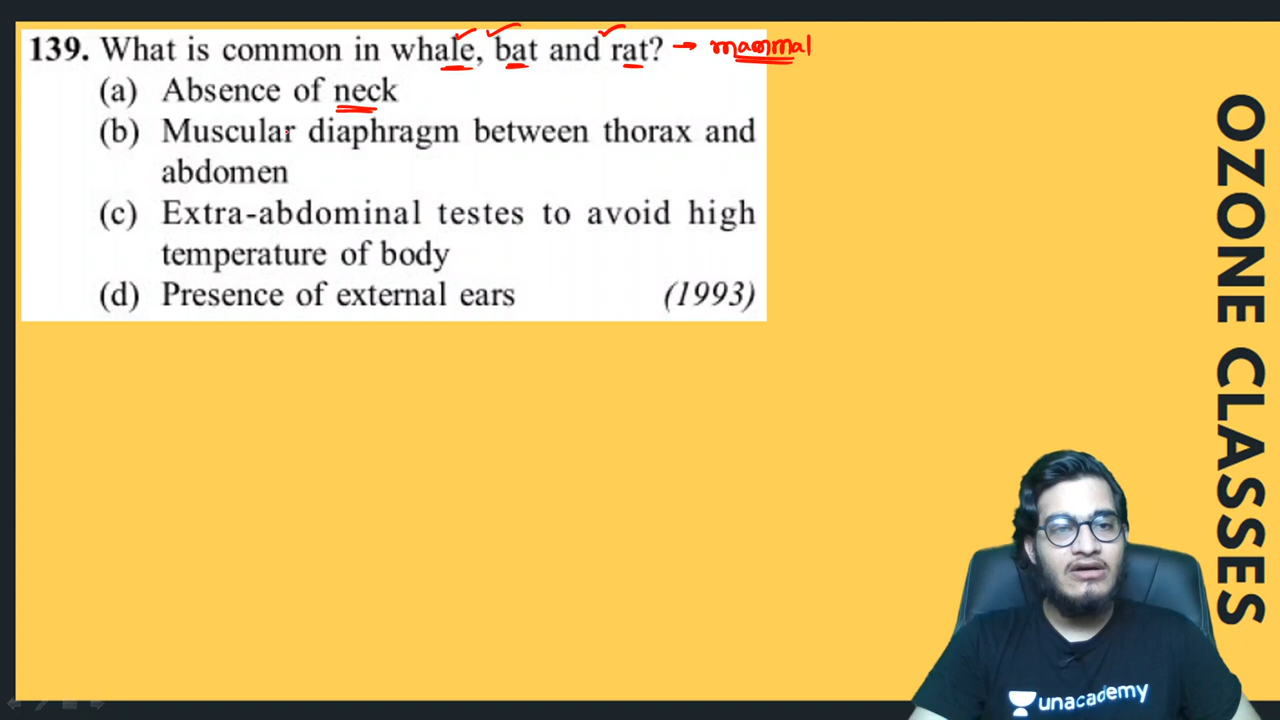 139. What is common in whale, bat and rat? → mammal
(a) Absence of neck
(b) Muscular diaphragm between thorax and
abdomen
(c) Extra-abdominal testes to avoid high
temperature of body
(d) Presence of external ears (1993)
OZONE CLASSES
unacademy